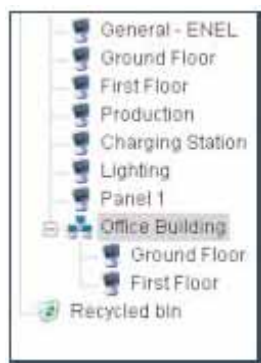 General - ENEL
Ground Floor
First Floor
Production
Charging Station
Lighting
Panel 1
Office Building
Ground Floor
First Floor
Recycled bin